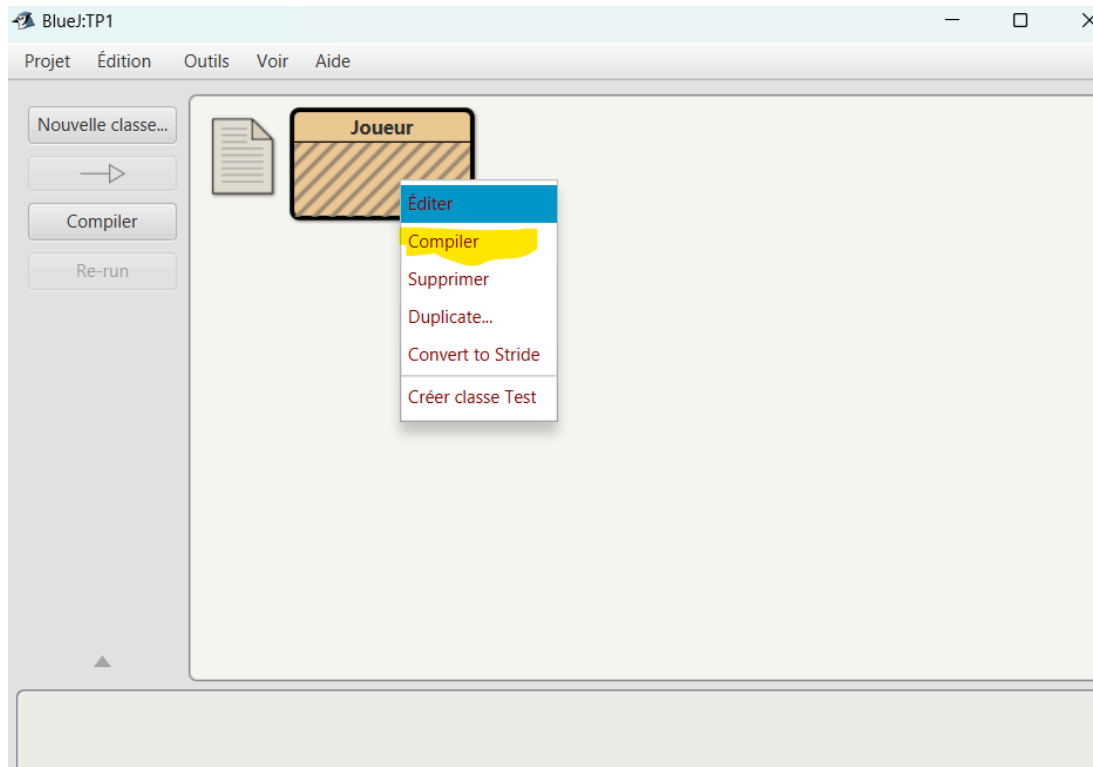 BlueJ:TP1
Projet Édition Outils Voir Aide
Nouvelle classe...
Compiler
Re-run
Joueur
Éditer
Compiler
Supprimer
Duplicate...
Convert to Stride
Créer classe Test